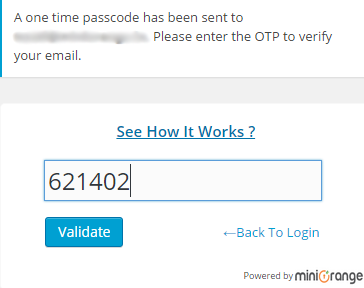 A one time passcode has been sent to
. Please enter the OTP to verify
your email.
See How It Works ?
621402
Validate
←Back To Login
Powered by miniOrange